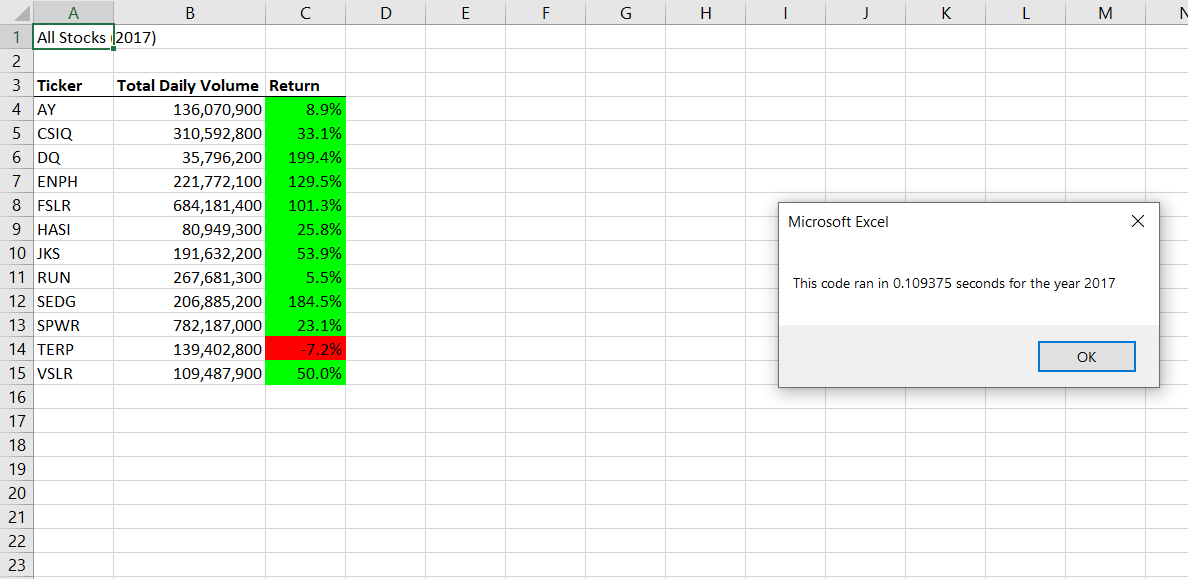 A B C D E F G H I J K L M N
1 All Stocks (2017)
2
3 Ticker Total Daily Volume Return
4 AY 136,070,900 8.9%
5 CSIQ 310,592,800 33.1%
6 DQ 35,796,200 199.4%
7 ENPH 221,772,100 129.5%
8 FSLR 684,181,400 101.3%
9 HASI 80,949,300 25.8%
10 JKS 191,632,200 53.9%
11 RUN 267,681,300 5.5%
12 SEDG 206,885,200 184.5%
13 SPWR 782,187,000 23.1%
14 TERP 139,402,800 -7.2%
15 VSLR 109,487,900 50.0%
16
17
18
19
20
21
22
23
Microsoft Excel
This code ran in 0.109375 seconds for the year 2017
OK